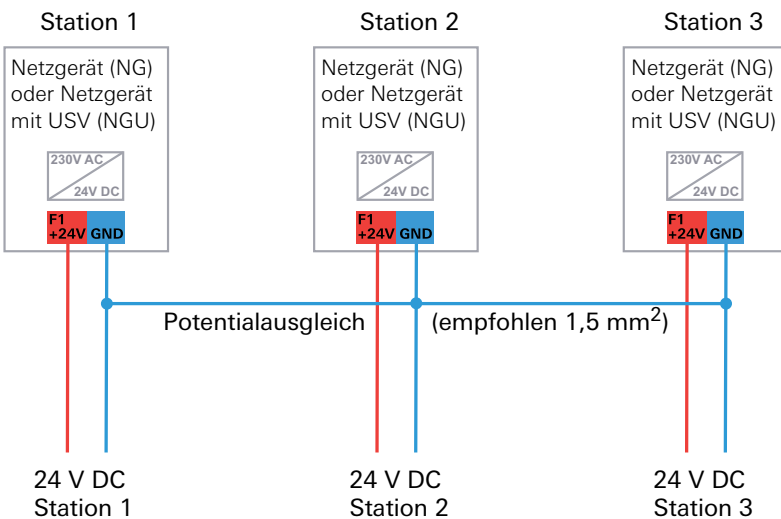 Station 1
Netzgerät (NG)
oder Netzgerät
mit USV (NGU)
230V AC
24V DC
F1
+24V GND
Station 2
Netzgerät (NG)
oder Netzgerät
mit USV (NGU)
230V AC
24V DC
F1
+24V GND
Station 3
Netzgerät (NG)
oder Netzgerät
mit USV (NGU)
230V AC
24V DC
F1
+24V GND
Potentialausgleich (empfohlen 1,5 mm²)
24 V DC
Station 1
24 V DC
Station 2
24 V DC
Station 3